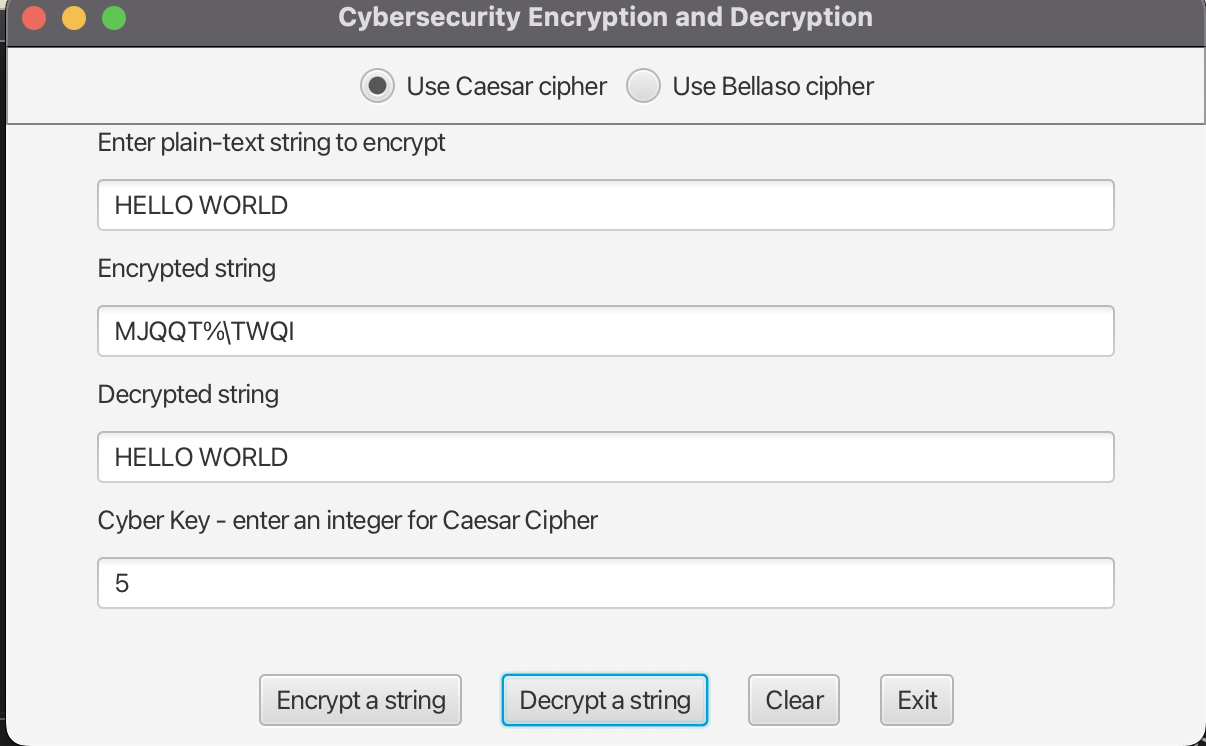 Cybersecurity Encryption and Decryption
Use Caesar cipher Use Bellaso cipher
Enter plain-text string to encrypt
HELLO WORLD
Encrypted string
MJQQT%\TWQI
Decrypted string
HELLO WORLD
Cyber Key - enter an integer for Caesar Cipher
5
Encrypt a string Decrypt a string Clear Exit